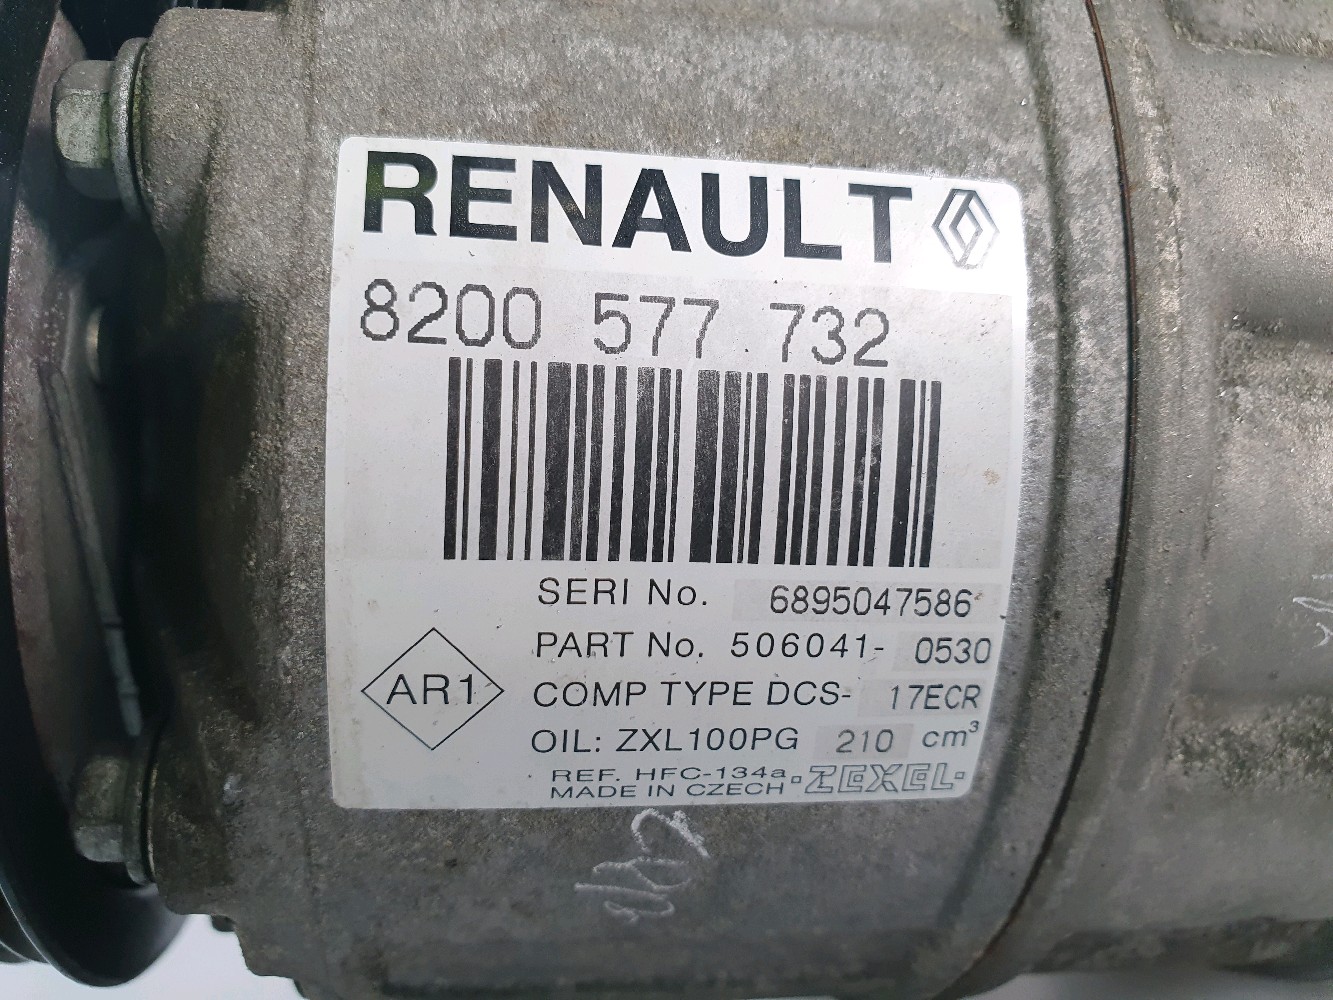 RENAULT
8200 577 732
SERI No. 6895047586
PART No. 506041- 0530
AR1
COMP TYPE DCS- 17ECR
OIL: ZXL100PG 210 cm³
REF. HFC-134a
MADE IN CZECH
ZEXEL